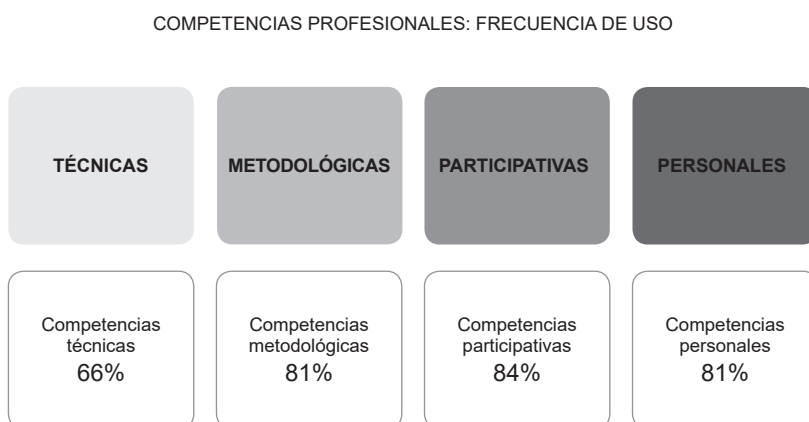 COMPETENCIAS PROFESIONALES: FRECUENCIA DE USO
TÉCNICAS
METODOLÓGICAS
PARTICIPATIVAS
PERSONALES
Competencias
técnicas
66%
Competencias
metodológicas
81%
Competencias
participativas
84%
Competencias
personales
81%